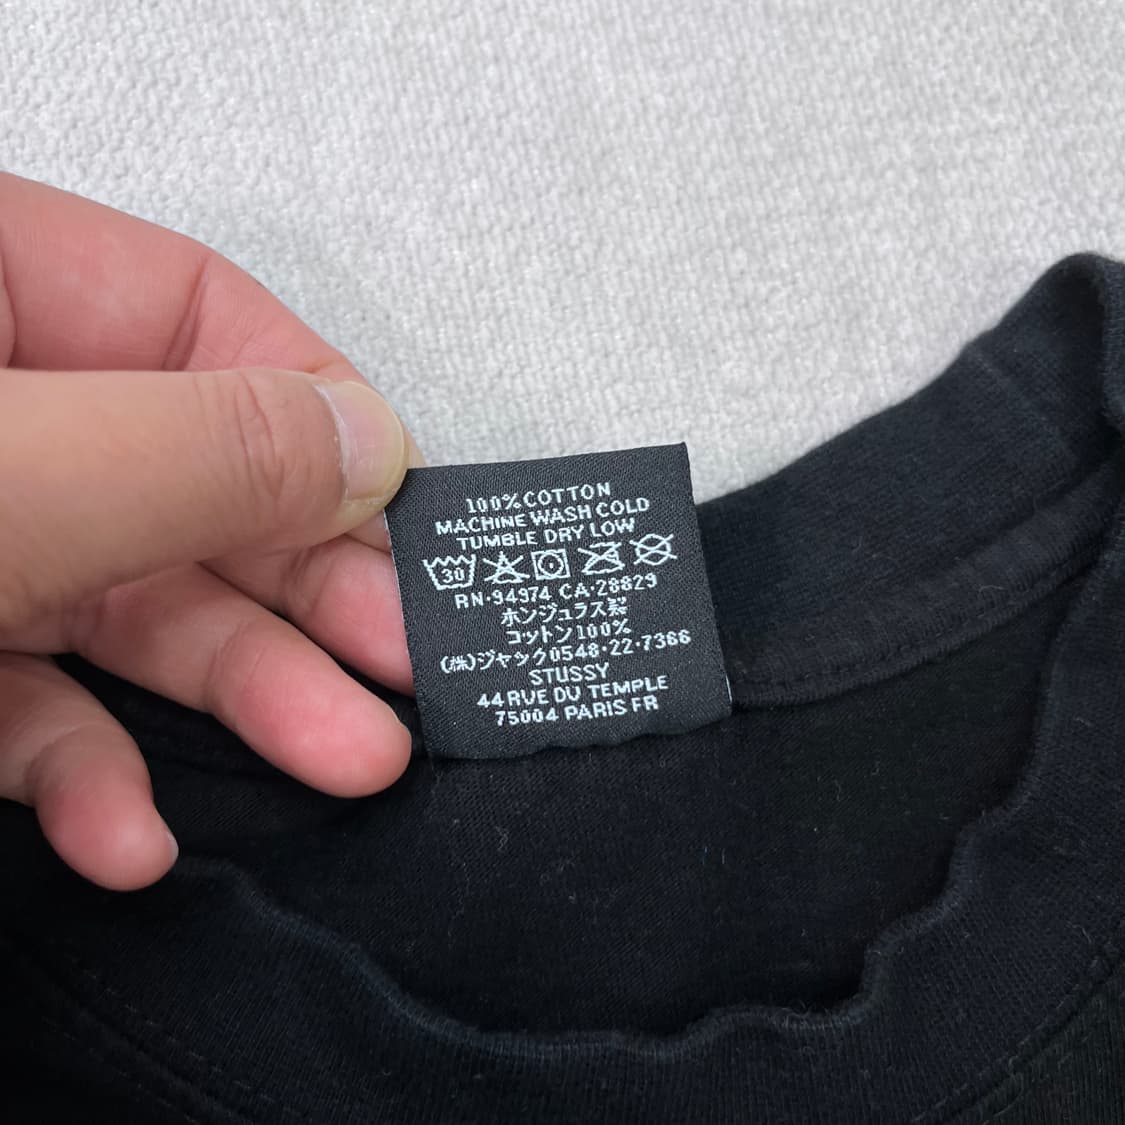 100% COTTON
MACHINE WASH COLD
TUMBLE DRY LOW
30
RN·94974 CA·28829
ホンジュラス製
コットン100%
(株)ジャック0548·22·7366
STUSSY
44 RUE DU TEMPLE
75004 PARIS FR